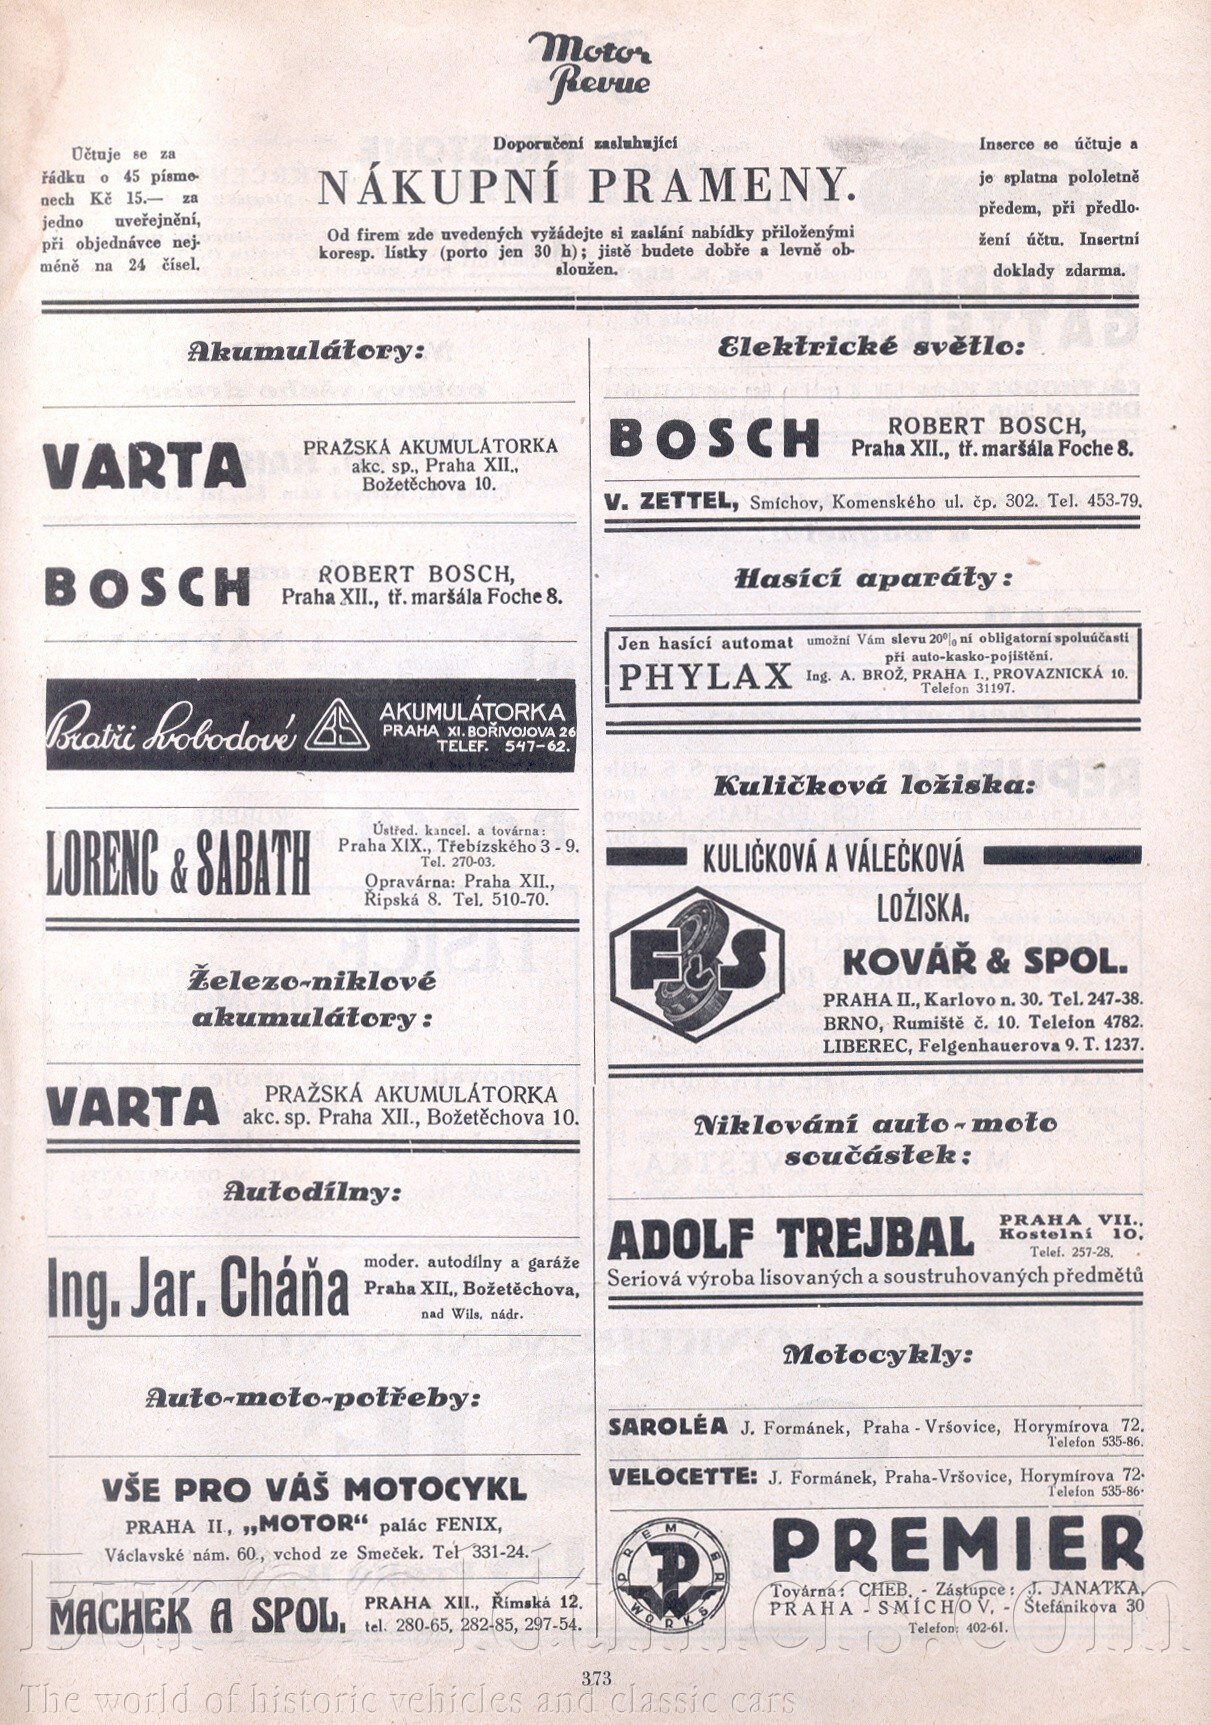 Motor
Revue
Účtuje se za
řádku o 45 písme-
nech Kč 15.— za
jedno uveřejnění,
při objednávce nej-
méně na 24 čísel.
Doporučení zasluhující
NÁKUPNÍ PRAMENY.
Od firem zde uvedených vyžádejte si zaslání nabídky přiloženými
koresp. lístky (porto jen 30 h); jistě budete dobře a levně ob-
sloužen.
Inserce se účtuje a
je splatna pololetně
předem, při předlo-
žení účtu. Insertní
doklady zdarma.
Akumulátory:
VARTA
PRAŽSKÁ AKUMULÁTORKA
akc. sp., Praha XII.,
Božetěchova 10.
BOSCH
ROBERT BOSCH,
Praha XII., tř. maršála Foche 8.
Bratři Svobodové
BS
AKUMULÁTORKA
PRAHA XI. BOŘIVOJOVA 26
TELEF. 547-62.
LORENC & SABATH
Ústřed. kancel. a továrna:
Praha XIX., Třebízského 3 - 9.
Tel. 270-03.
Opravárna: Praha XII.,
Řipská 8. Tel. 510-70.
Železo-niklové
akumulátory:
VARTA
PRAŽSKÁ AKUMULÁTORKA
akc. sp. Praha XII., Božetěchova 10.
Autodílny:
Ing. Jar. Cháňa
moder. autodílny a garáže
Praha XII., Božetěchova,
nad Wils. nádr.
Auto-moto-potřeby:
VŠE PRO VÁŠ MOTOCYKL
PRAHA II., „MOTOR“ palác FENIX,
Václavské nám. 60., vchod ze Smeček. Tel 331-24.
MACHEK A SPOL.
PRAHA XII., Římská 12.
tel. 280-65, 282-85, 297-54.
Elektrické světlo:
BOSCH
ROBERT BOSCH,
Praha XII., tř. maršála Foche 8.
V. ZETTEL, Smíchov, Komenského ul. čp. 302. Tel. 453-79.
Hasící aparáty:
Jen hasící automat
PHYLAX
umožní Vám slevu 20% ní obligatorní spoluúčasti
při auto-kasko-pojištění.
Ing. A. BROŽ, PRAHA I., PROVAZNICKÁ 10.
Telefon 31197.
Kuličková ložiska:
KULIČKOVÁ A VÁLEČKOVÁ
LOŽISKA,
F&S
KOVÁŘ & SPOL.
PRAHA II., Karlovo n. 30. Tel. 247-38.
BRNO, Rumiště č. 10. Telefon 4782.
LIBEREC, Felgenhauerova 9. T. 1237.
Niklování auto-moto
součástek:
ADOLF TREJBAL
PRAHA VII.,
Kostelní 10.
Telef. 257-28.
Seriová výroba lisovaných a soustruhovaných předmětů
Motocykly:
SAROLÉA J. Formánek, Praha - Vršovice, Horymírova 72.
Telefon 535-86.
VELOCETTE: J. Formánek, Praha-Vršovice, Horymírova 72.
Telefon 535-86.
PREMIER
WORKS
PREMIER
Továrna: CHEB. - Zástupce: J. JANATKA,
PRAHA - SMÍCHOV, - Štefánikova 30
Telefon: 402-61.
373
The world of historic vehicles and classic cars